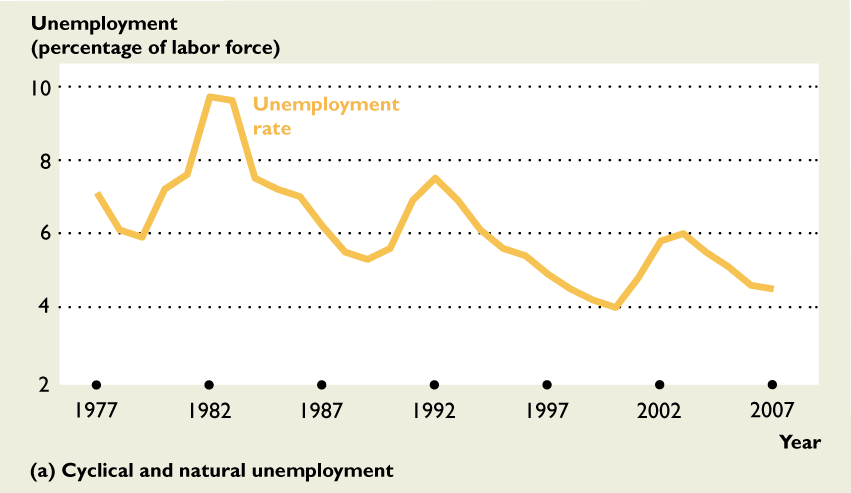 Unemployment
(percentage of labor force)
10
Unemployment
rate
8
6
4
2
1977 1982 1987 1992 1997 2002 2007
Year
(a) Cyclical and natural unemployment